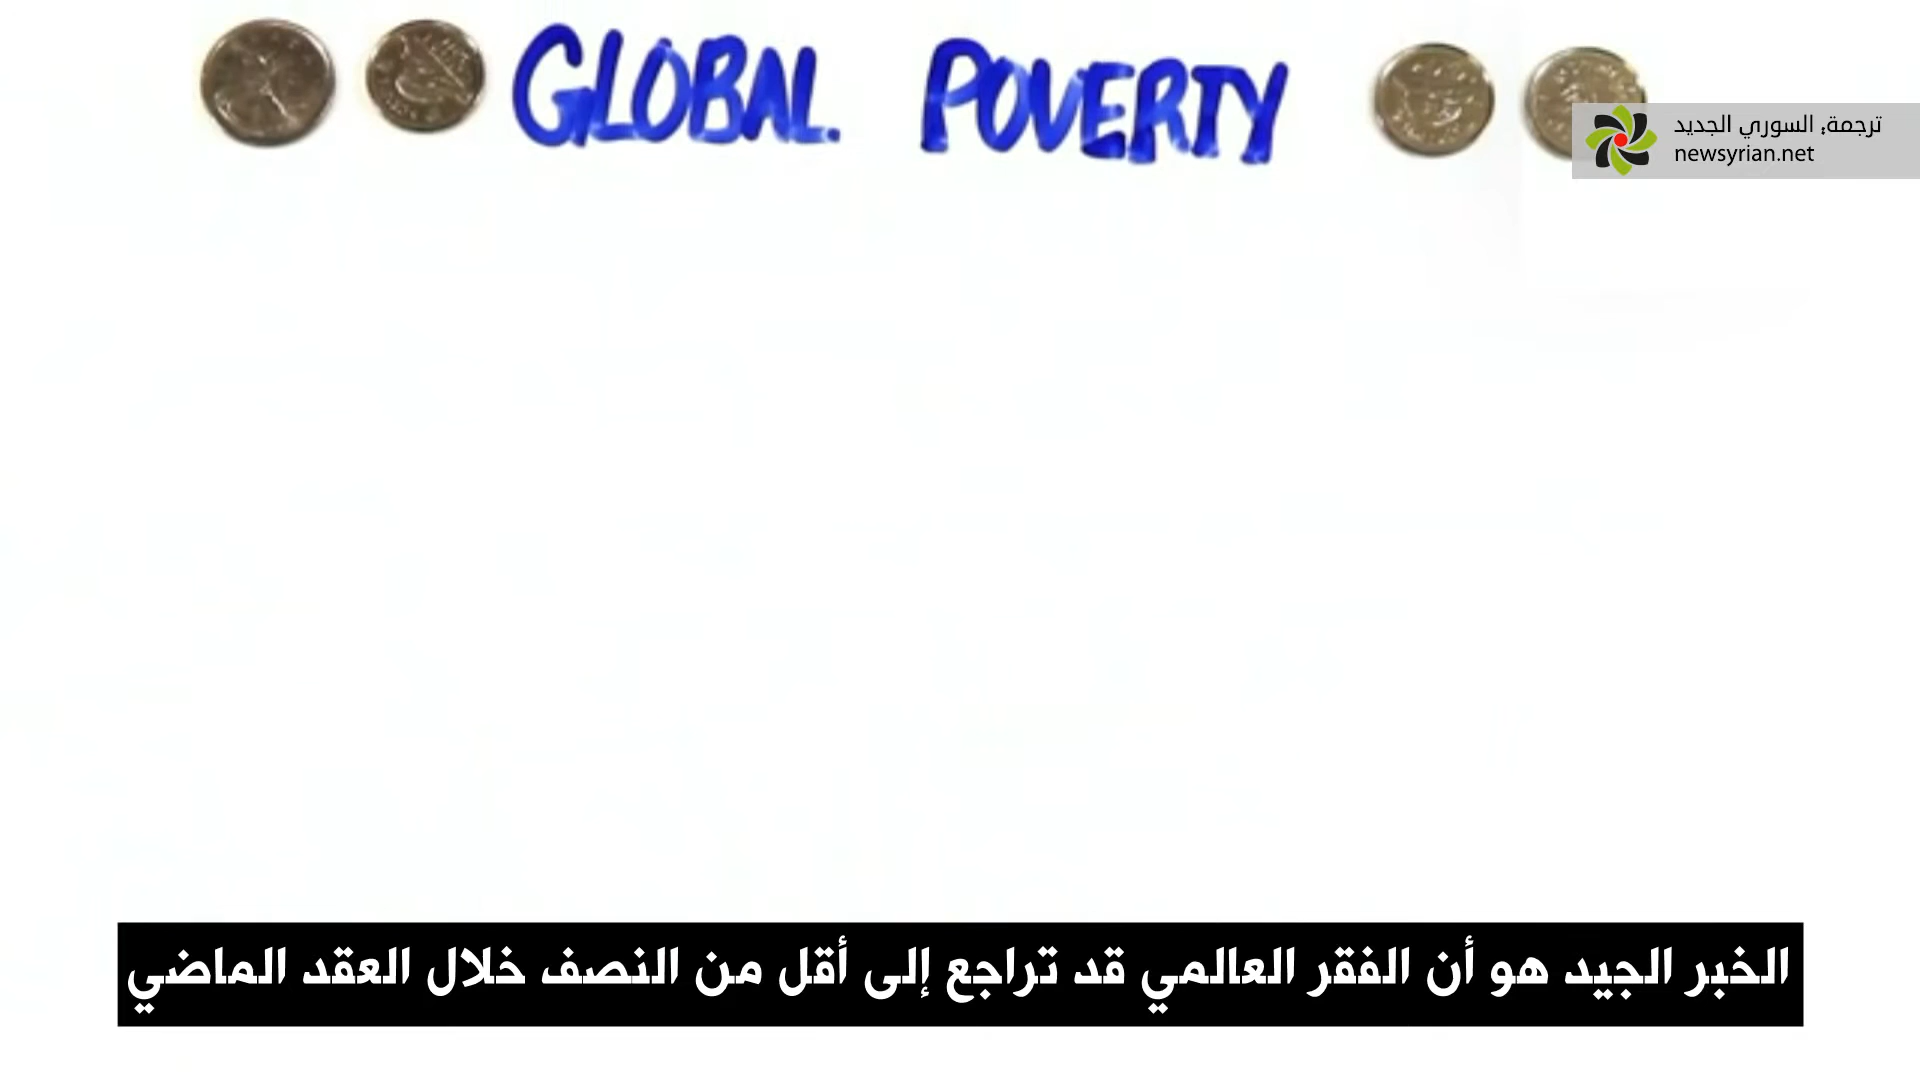 GLOBAL POVERTY
ترجمة: السوري الجديد
newsyrian.net
الخبر الجيد هو أن الفقر العالمي قد تراجع إلى أقل من النصف خلال العقد الماضي